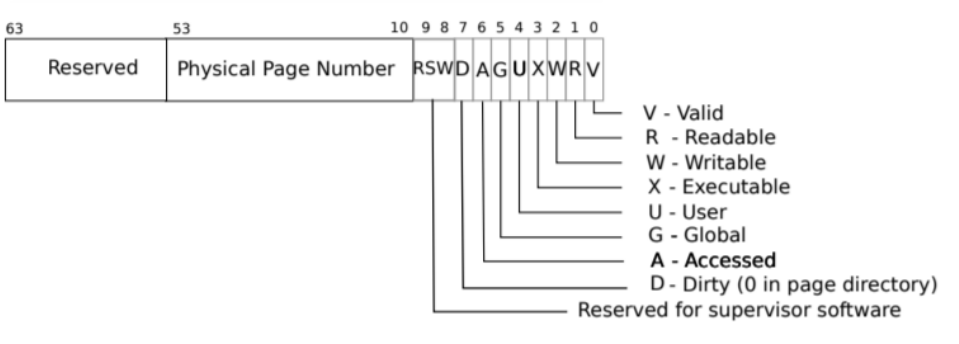 63 53 10 9 8 7 6 5 4 3 2 1 0
Reserved Physical Page Number RSW D A G U X W R V
V - Valid
R - Readable
W - Writable
X - Executable
U - User
G - Global
A - Accessed
D - Dirty (0 in page directory)
Reserved for supervisor software